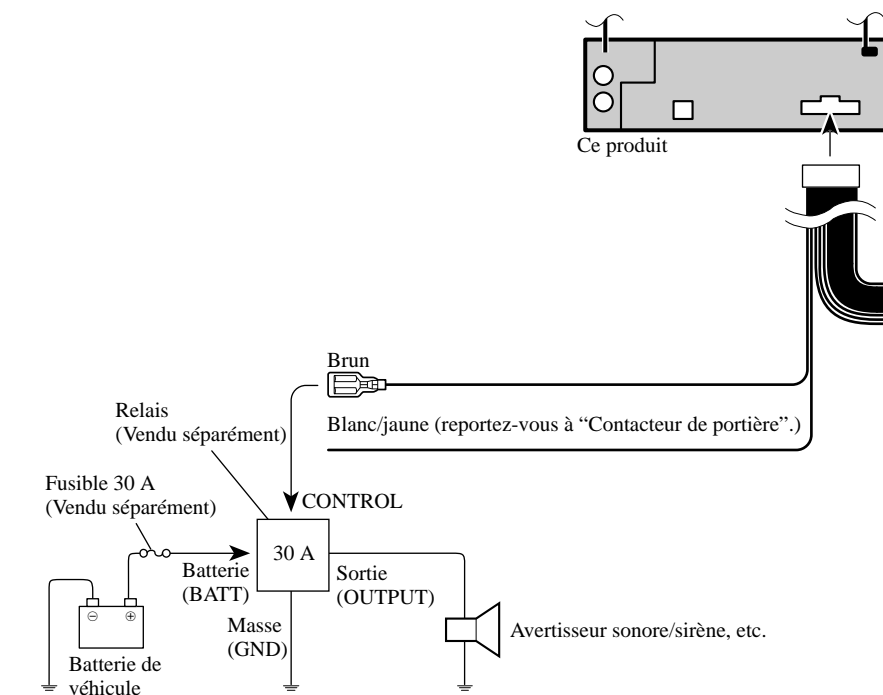 Ce produit
Brun
Blanc/jaune (reportez-vous à “Contacteur de portière”.)
Relais
(Vendu séparément)
Fusible 30 A
(Vendu séparément)
CONTROL
30 A
Batterie
(BATT)
Sortie
(OUTPUT)
Masse
(GND)
Avertisseur sonore/sirène, etc.
⊖ ⊕
Batterie de
véhicule